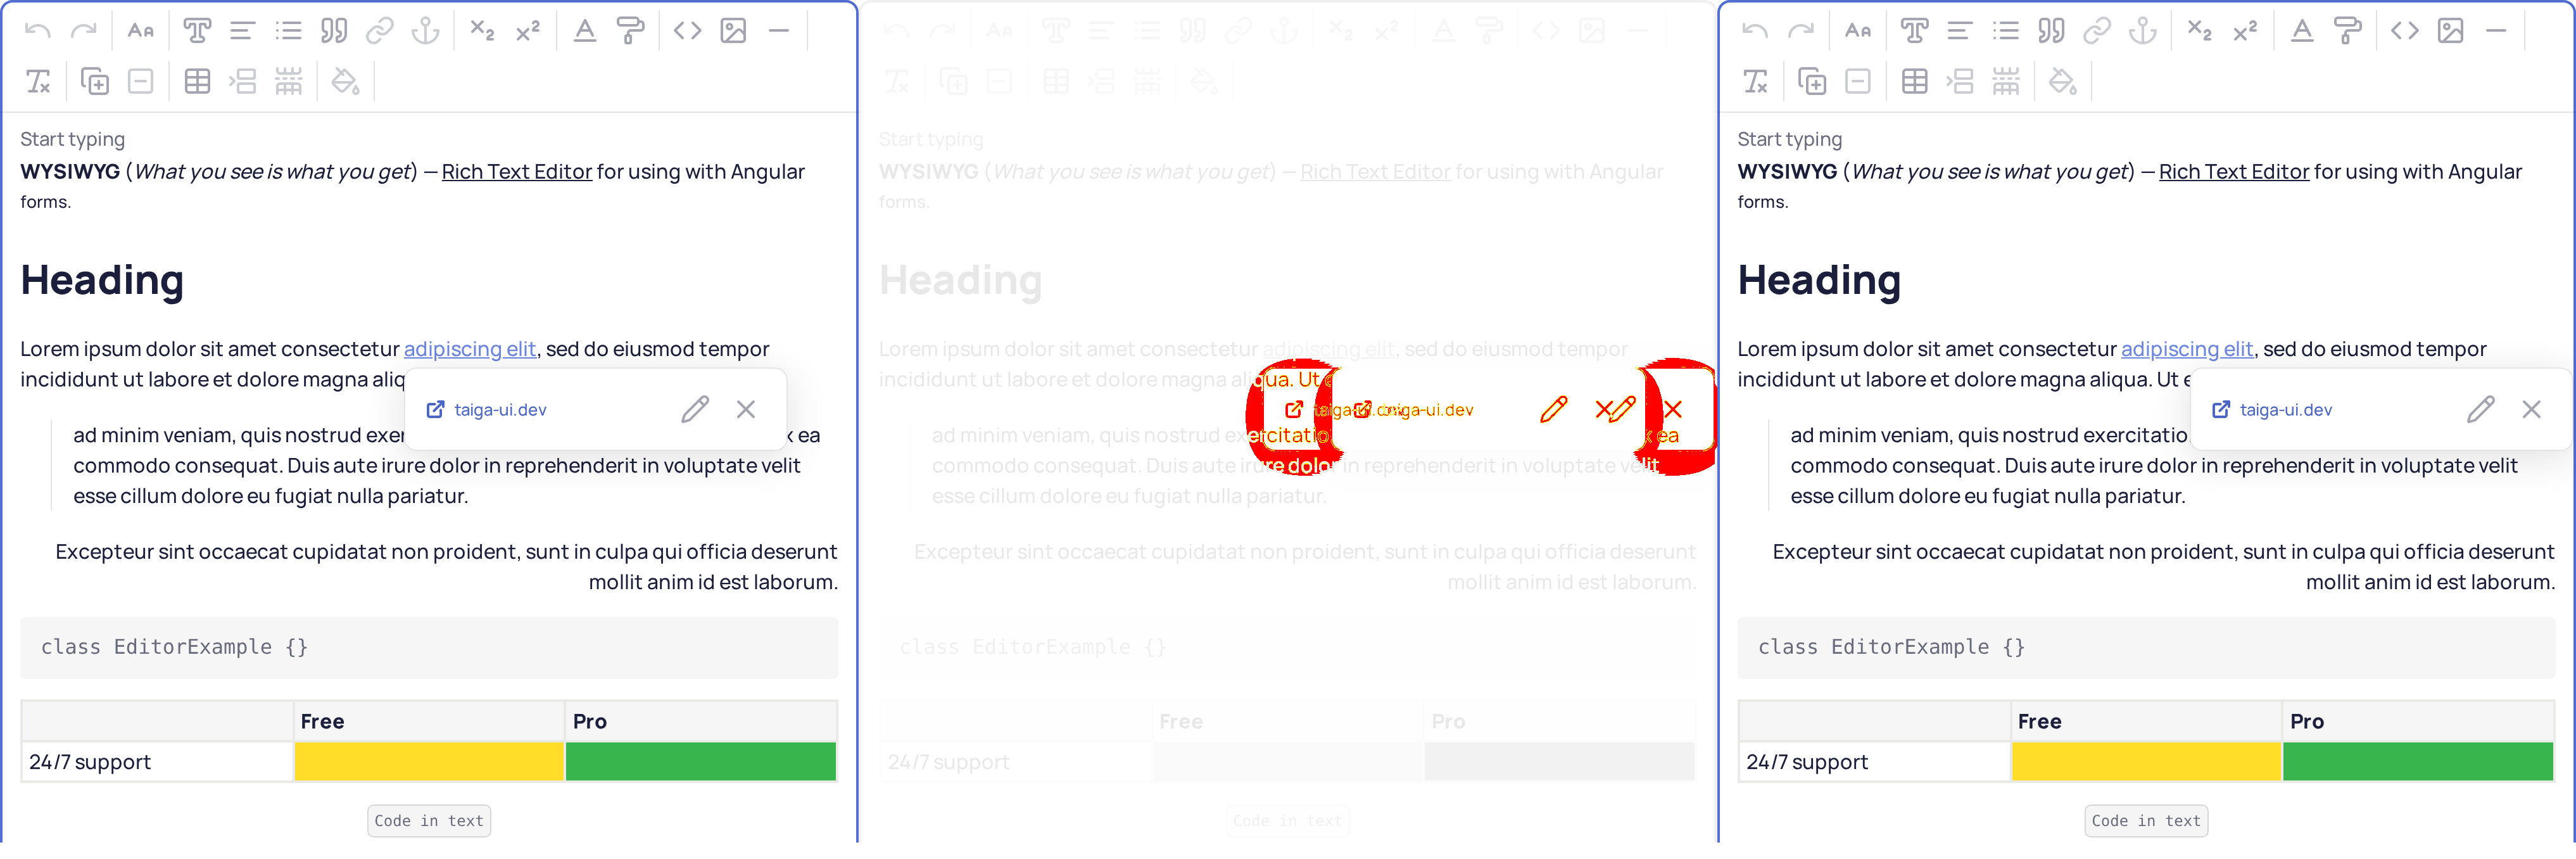 Start typing
WYSIWYG (What you see is what you get) — Rich Text Editor for using with Angular
forms.
Heading
Lorem ipsum dolor sit amet consectetur adipiscing elit, sed do eiusmod tempor
incididunt ut labore et dolore magna aliq
taiga-ui.dev
ad minim veniam, quis nostrud exer x ea
commodo consequat. Duis aute irure dolor in reprehenderit in voluptate velit
esse cillum dolore eu fugiat nulla pariatur.
Excepteur sint occaecat cupidatat non proident, sunt in culpa qui officia deserunt
mollit anim id est laborum.
class EditorExample {}
Free Pro
24/7 support
Code in text
Start typing
WYSIWYG (What you see is what you get) — Rich Text Editor for using with Angular
forms.
Heading
Lorem ipsum dolor sit amet consectetur adipiscing elit, sed do eiusmod tempor
incididunt ut labore et dolore magna aliqua. Ut e
taiga-ui.dev
ad minim veniam, quis nostrud exercitatio x ea
commodo consequat. Duis aute irure dolor in reprehenderit in voluptate velit
esse cillum dolore eu fugiat nulla pariatur.
Excepteur sint occaecat cupidatat non proident, sunt in culpa qui officia deserunt
mollit anim id est laborum.
class EditorExample {}
Free Pro
24/7 support
Code in text
Start typing
WYSIWYG (What you see is what you get) — Rich Text Editor for using with Angular
forms.
Heading
Lorem ipsum dolor sit amet consectetur adipiscing elit, sed do eiusmod tempor
incididunt ut labore et dolore magna aliqua. Ut e
taiga-ui.dev
ad minim veniam, quis nostrud exercitatio
commodo consequat. Duis aute irure dolor in reprehenderit in voluptate velit
esse cillum dolore eu fugiat nulla pariatur.
Excepteur sint occaecat cupidatat non proident, sunt in culpa qui officia deserunt
mollit anim id est laborum.
class EditorExample {}
Free Pro
24/7 support
Code in text